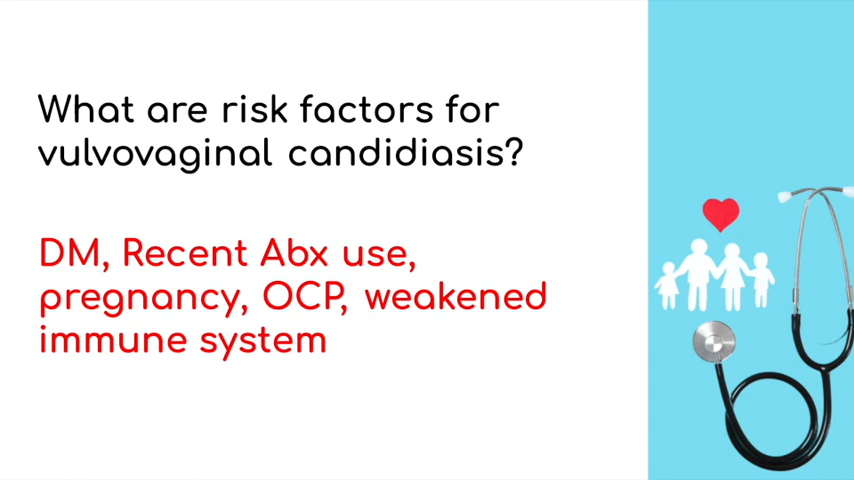 What are risk factors for
vulvovaginal candidiasis?
DM, Recent Abx use,
pregnancy, OCP, weakened
immune system